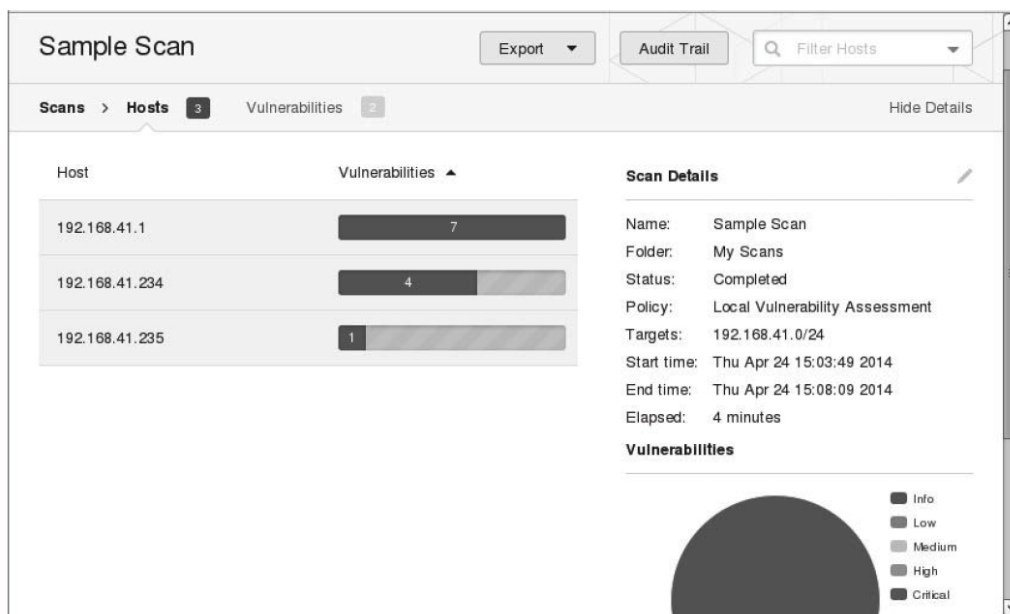 Sample Scan
Export
Audit Trail
Filter Hosts
Scans > Hosts 3 Vulnerabilities 2
Hide Details
Host Vulnerabilities
192.168.41.1 7
192.168.41.234 4
192.168.41.235 1
Scan Details
Name: Sample Scan
Folder: My Scans
Status: Completed
Policy: Local Vulnerability Assessment
Targets: 192.168.41.0/24
Start time: Thu Apr 24 15:03:49 2014
End time: Thu Apr 24 15:08:09 2014
Elapsed: 4 minutes
Vulnerabilities
Info
Low
Medium
High
Critical